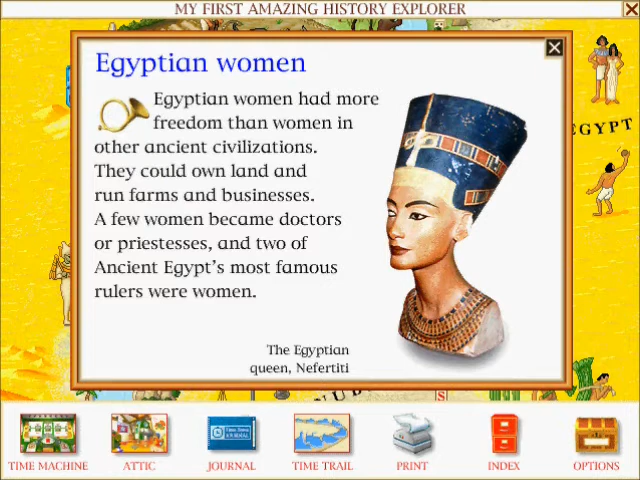 MY FIRST AMAZING HISTORY EXPLORER
Egyptian women
Egyptian women had more
freedom than women in
other ancient civilizations.
They could own land and
run farms and businesses.
A few women became doctors
or priestesses, and two of
Ancient Egypt's most famous
rulers were women.
The Egyptian
queen, Nefertiti
EGYPT
TIME MACHINE
ATTIC
JOURNAL
TIME TRAIL
PRINT
INDEX
OPTIONS